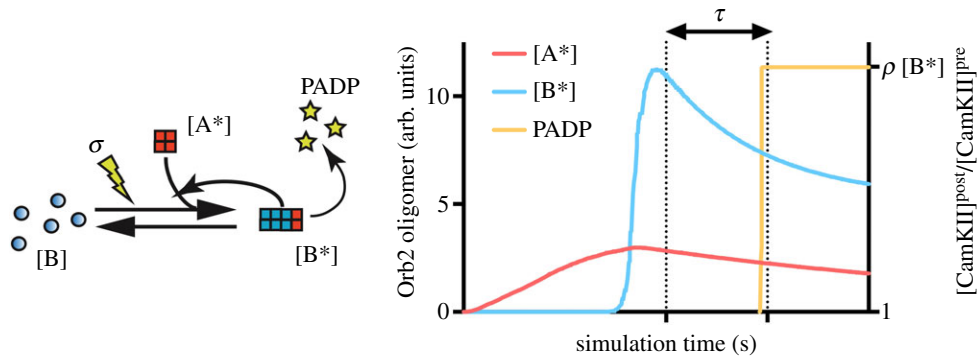 PADP
[A*]
σ
[B]
[B*]
τ
[A*]
[B*]
PADP
10
5
0
Orb2 oligomer (arb. units)
simulation time (s)
ρ [B*]
1
[CamKII]^post/[CamKII]^pre